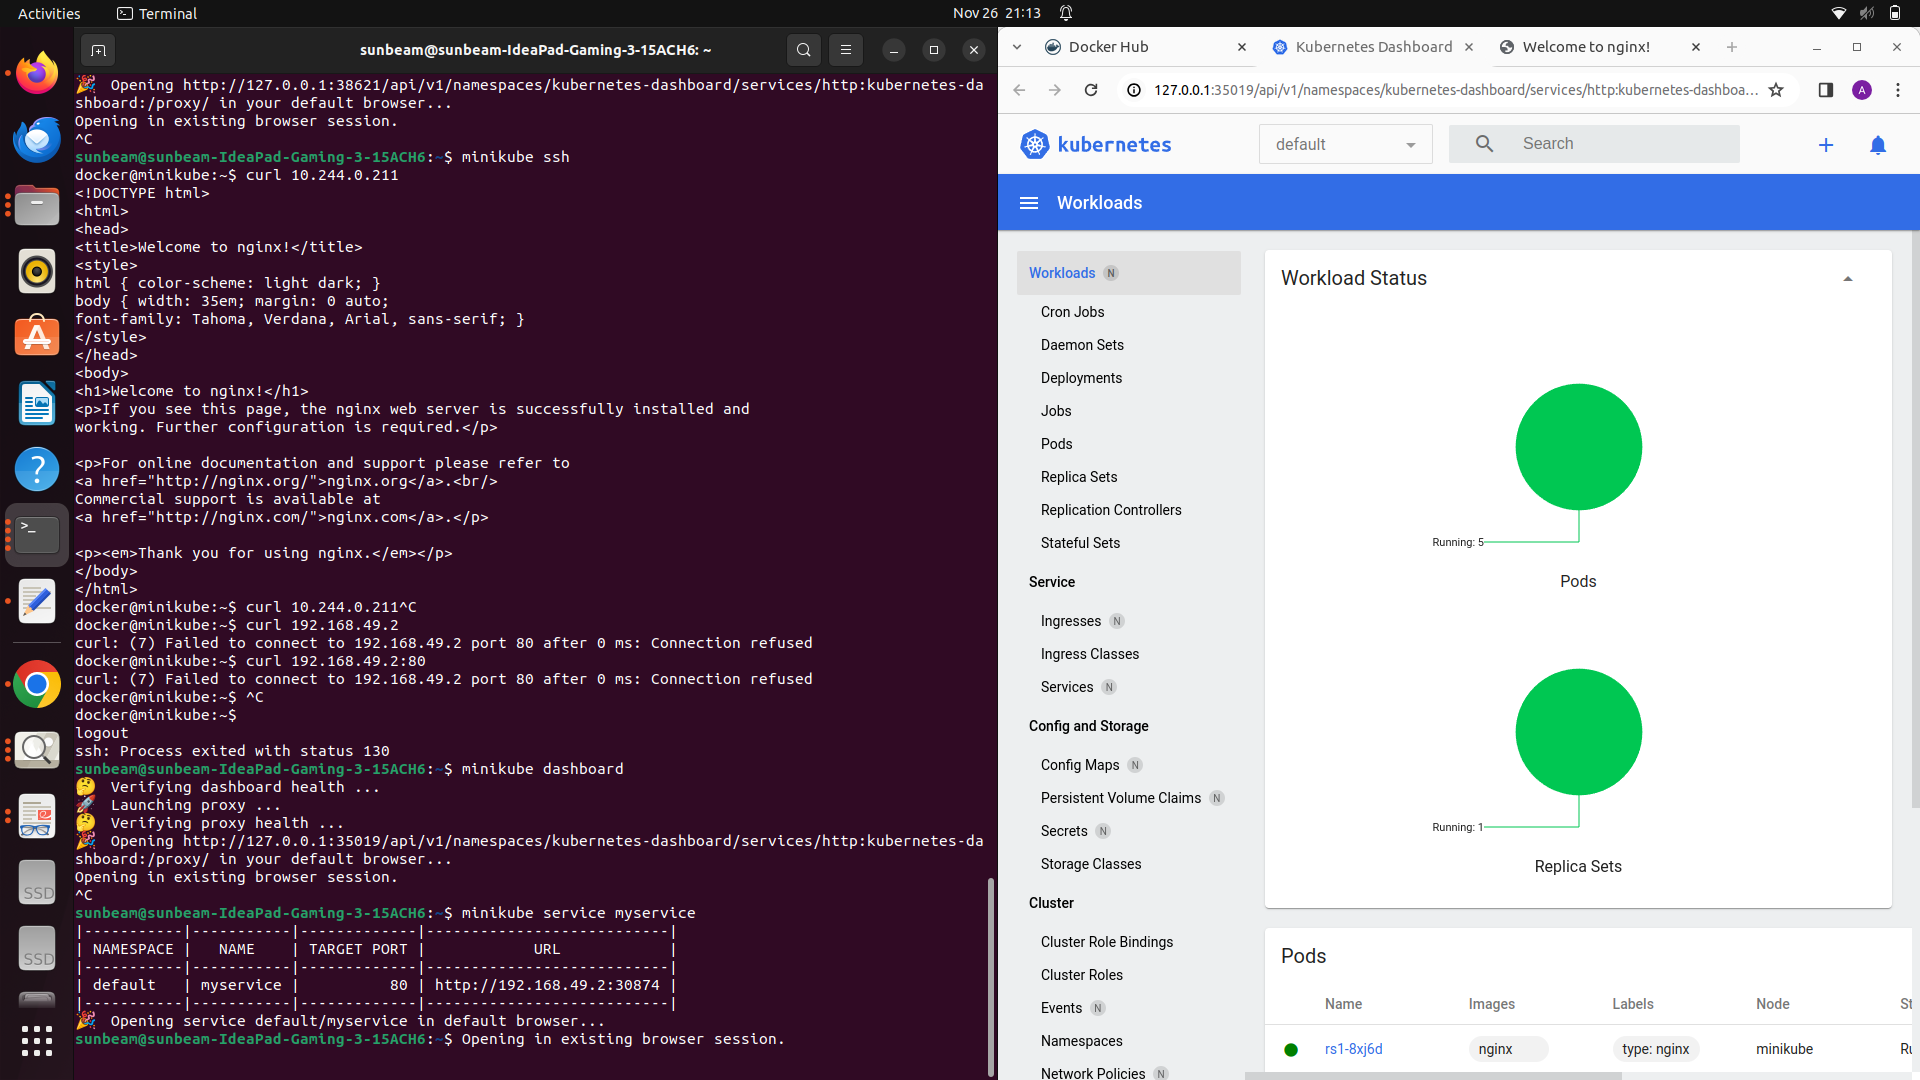 Activities
Terminal
Nov 26 21:13
sunbeam@sunbeam-IdeaPad-Gaming-3-15ACH6: ~
Opening http://127.0.0.1:38621/api/v1/namespaces/kubernetes-dashboard/services/http:kubernetes-da
shboard:/proxy/ in your default browser...
Opening in existing browser session.
^C
sunbeam@sunbeam-IdeaPad-Gaming-3-15ACH6:~$ minikube ssh
docker@minikube:~$ curl 10.244.0.211
<!DOCTYPE html>
<html>
<head>
<title>Welcome to nginx!</title>
<style>
html { color-scheme: light dark; }
body { width: 35em; margin: 0 auto;
font-family: Tahoma, Verdana, Arial, sans-serif; }
</style>
</head>
<body>
<h1>Welcome to nginx!</h1>
<p>If you see this page, the nginx web server is successfully installed and
working. Further configuration is required.</p>
<p>For online documentation and support please refer to
<a href="http://nginx.org/">nginx.org</a>.<br/>
Commercial support is available at
<a href="http://nginx.com/">nginx.com</a>.</p>
<p><em>Thank you for using nginx.</em></p>
</body>
</html>
docker@minikube:~$ curl 10.244.0.211^C
docker@minikube:~$ curl 192.168.49.2
curl: (7) Failed to connect to 192.168.49.2 port 80 after 0 ms: Connection refused
docker@minikube:~$ curl 192.168.49.2:80
curl: (7) Failed to connect to 192.168.49.2 port 80 after 0 ms: Connection refused
docker@minikube:~$ ^C
docker@minikube:~$
logout
ssh: Process exited with status 130
sunbeam@sunbeam-IdeaPad-Gaming-3-15ACH6:~$ minikube dashboard
Verifying dashboard health ...
Launching proxy ...
Verifying proxy health ...
Opening http://127.0.0.1:35019/api/v1/namespaces/kubernetes-dashboard/services/http:kubernetes-da
shboard:/proxy/ in your default browser...
Opening in existing browser session.
^C
sunbeam@sunbeam-IdeaPad-Gaming-3-15ACH6:~$ minikube service myservice
|-----------|-----------|-------------|---------------------------|
| NAMESPACE | NAME | TARGET PORT | URL |
|-----------|-----------|-------------|---------------------------|
| default | myservice | 80 | http://192.168.49.2:30874 |
|-----------|-----------|-------------|---------------------------|
Opening service default/myservice in default browser...
sunbeam@sunbeam-IdeaPad-Gaming-3-15ACH6:~$ Opening in existing browser session.
SSD
SSD
Docker Hub
Kubernetes Dashboard
Welcome to nginx!
127.0.0.1:35019/api/v1/namespaces/kubernetes-dashboard/services/http:kubernetes-dashboa...
A
kubernetes
default
Search
Workloads
Workloads N
Cron Jobs
Daemon Sets
Deployments
Jobs
Pods
Replica Sets
Replication Controllers
Stateful Sets
Service
Ingresses N
Ingress Classes
Services N
Config and Storage
Config Maps N
Persistent Volume Claims N
Secrets N
Storage Classes
Cluster
Cluster Role Bindings
Cluster Roles
Events N
Namespaces
Network Policies N
Workload Status
Running: 5
Pods
Running: 1
Replica Sets
Pods
Name Images Labels Node St
rs1-8xj6d nginx type: nginx minikube Ru